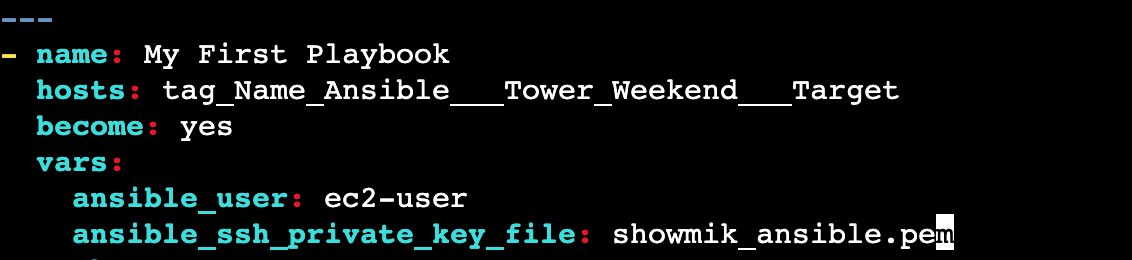 ---
- name: My First Playbook
  hosts: tag_Name_Ansible___Tower_Weekend___Target
  become: yes
  vars:
    ansible_user: ec2-user
    ansible_ssh_private_key_file: showmik_ansible.pem